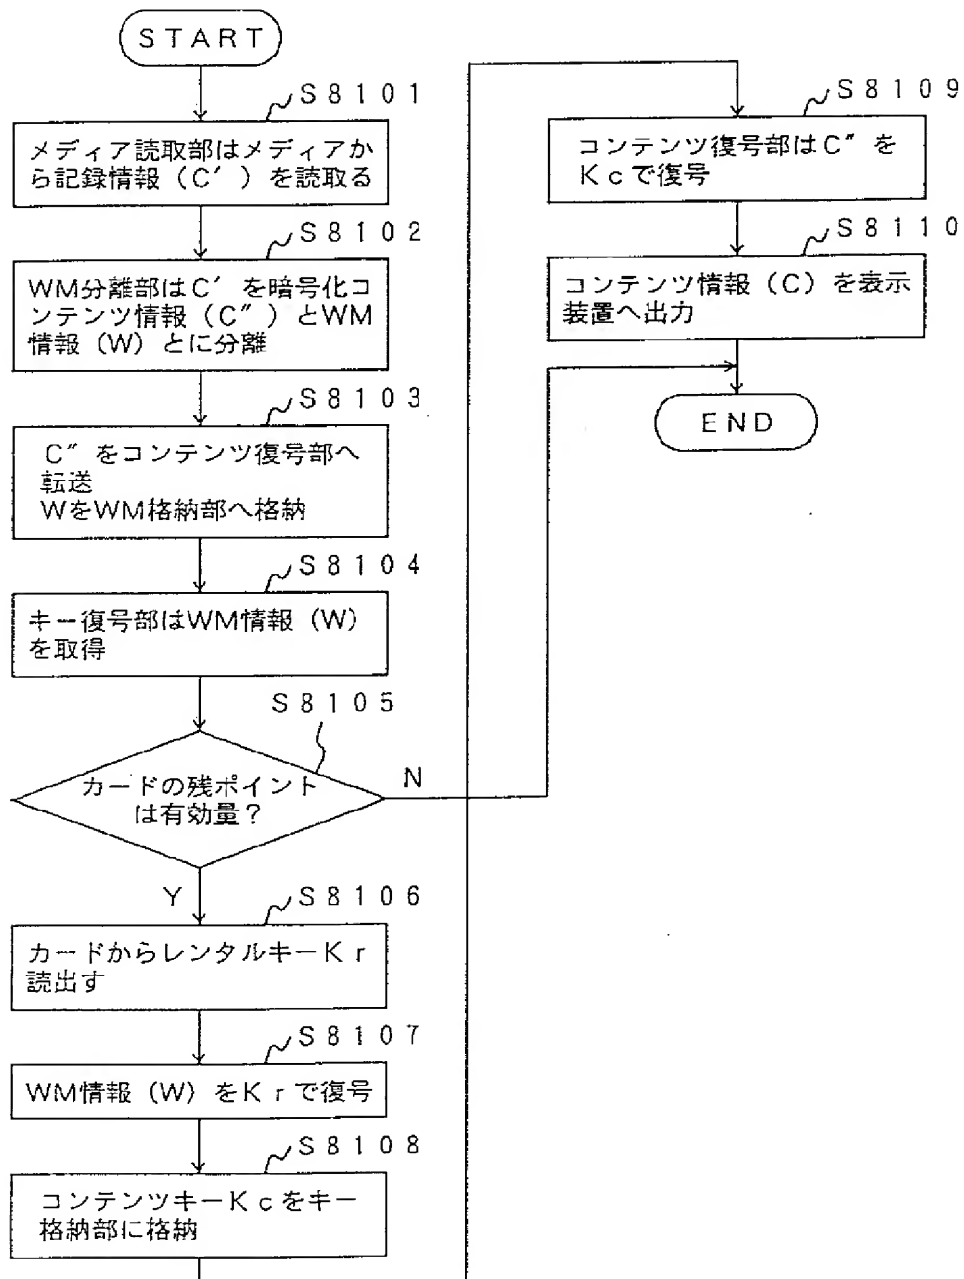 START
S8101
メディア読取部はメディアか
ら記録情報（C′）を読取る
S8102
WM分離部はC′を暗号化コ
ンテンツ情報（C″）とWM
情報（W）とに分離
S8103
C″をコンテンツ復号部へ
転送
WをWM格納部へ格納
S8104
キー復号部はWM情報（W）
を取得
S8105
カードの残ポイント
は有効量？
N
Y
S8106
カードからレンタルキーKr
読出す
S8107
WM情報（W）をKrで復号
S8108
コンテンツキーKcをキー
格納部に格納
S8109
コンテンツ復号部はC″を
Kcで復号
S8110
コンテンツ情報（C）を表示
装置へ出力
END